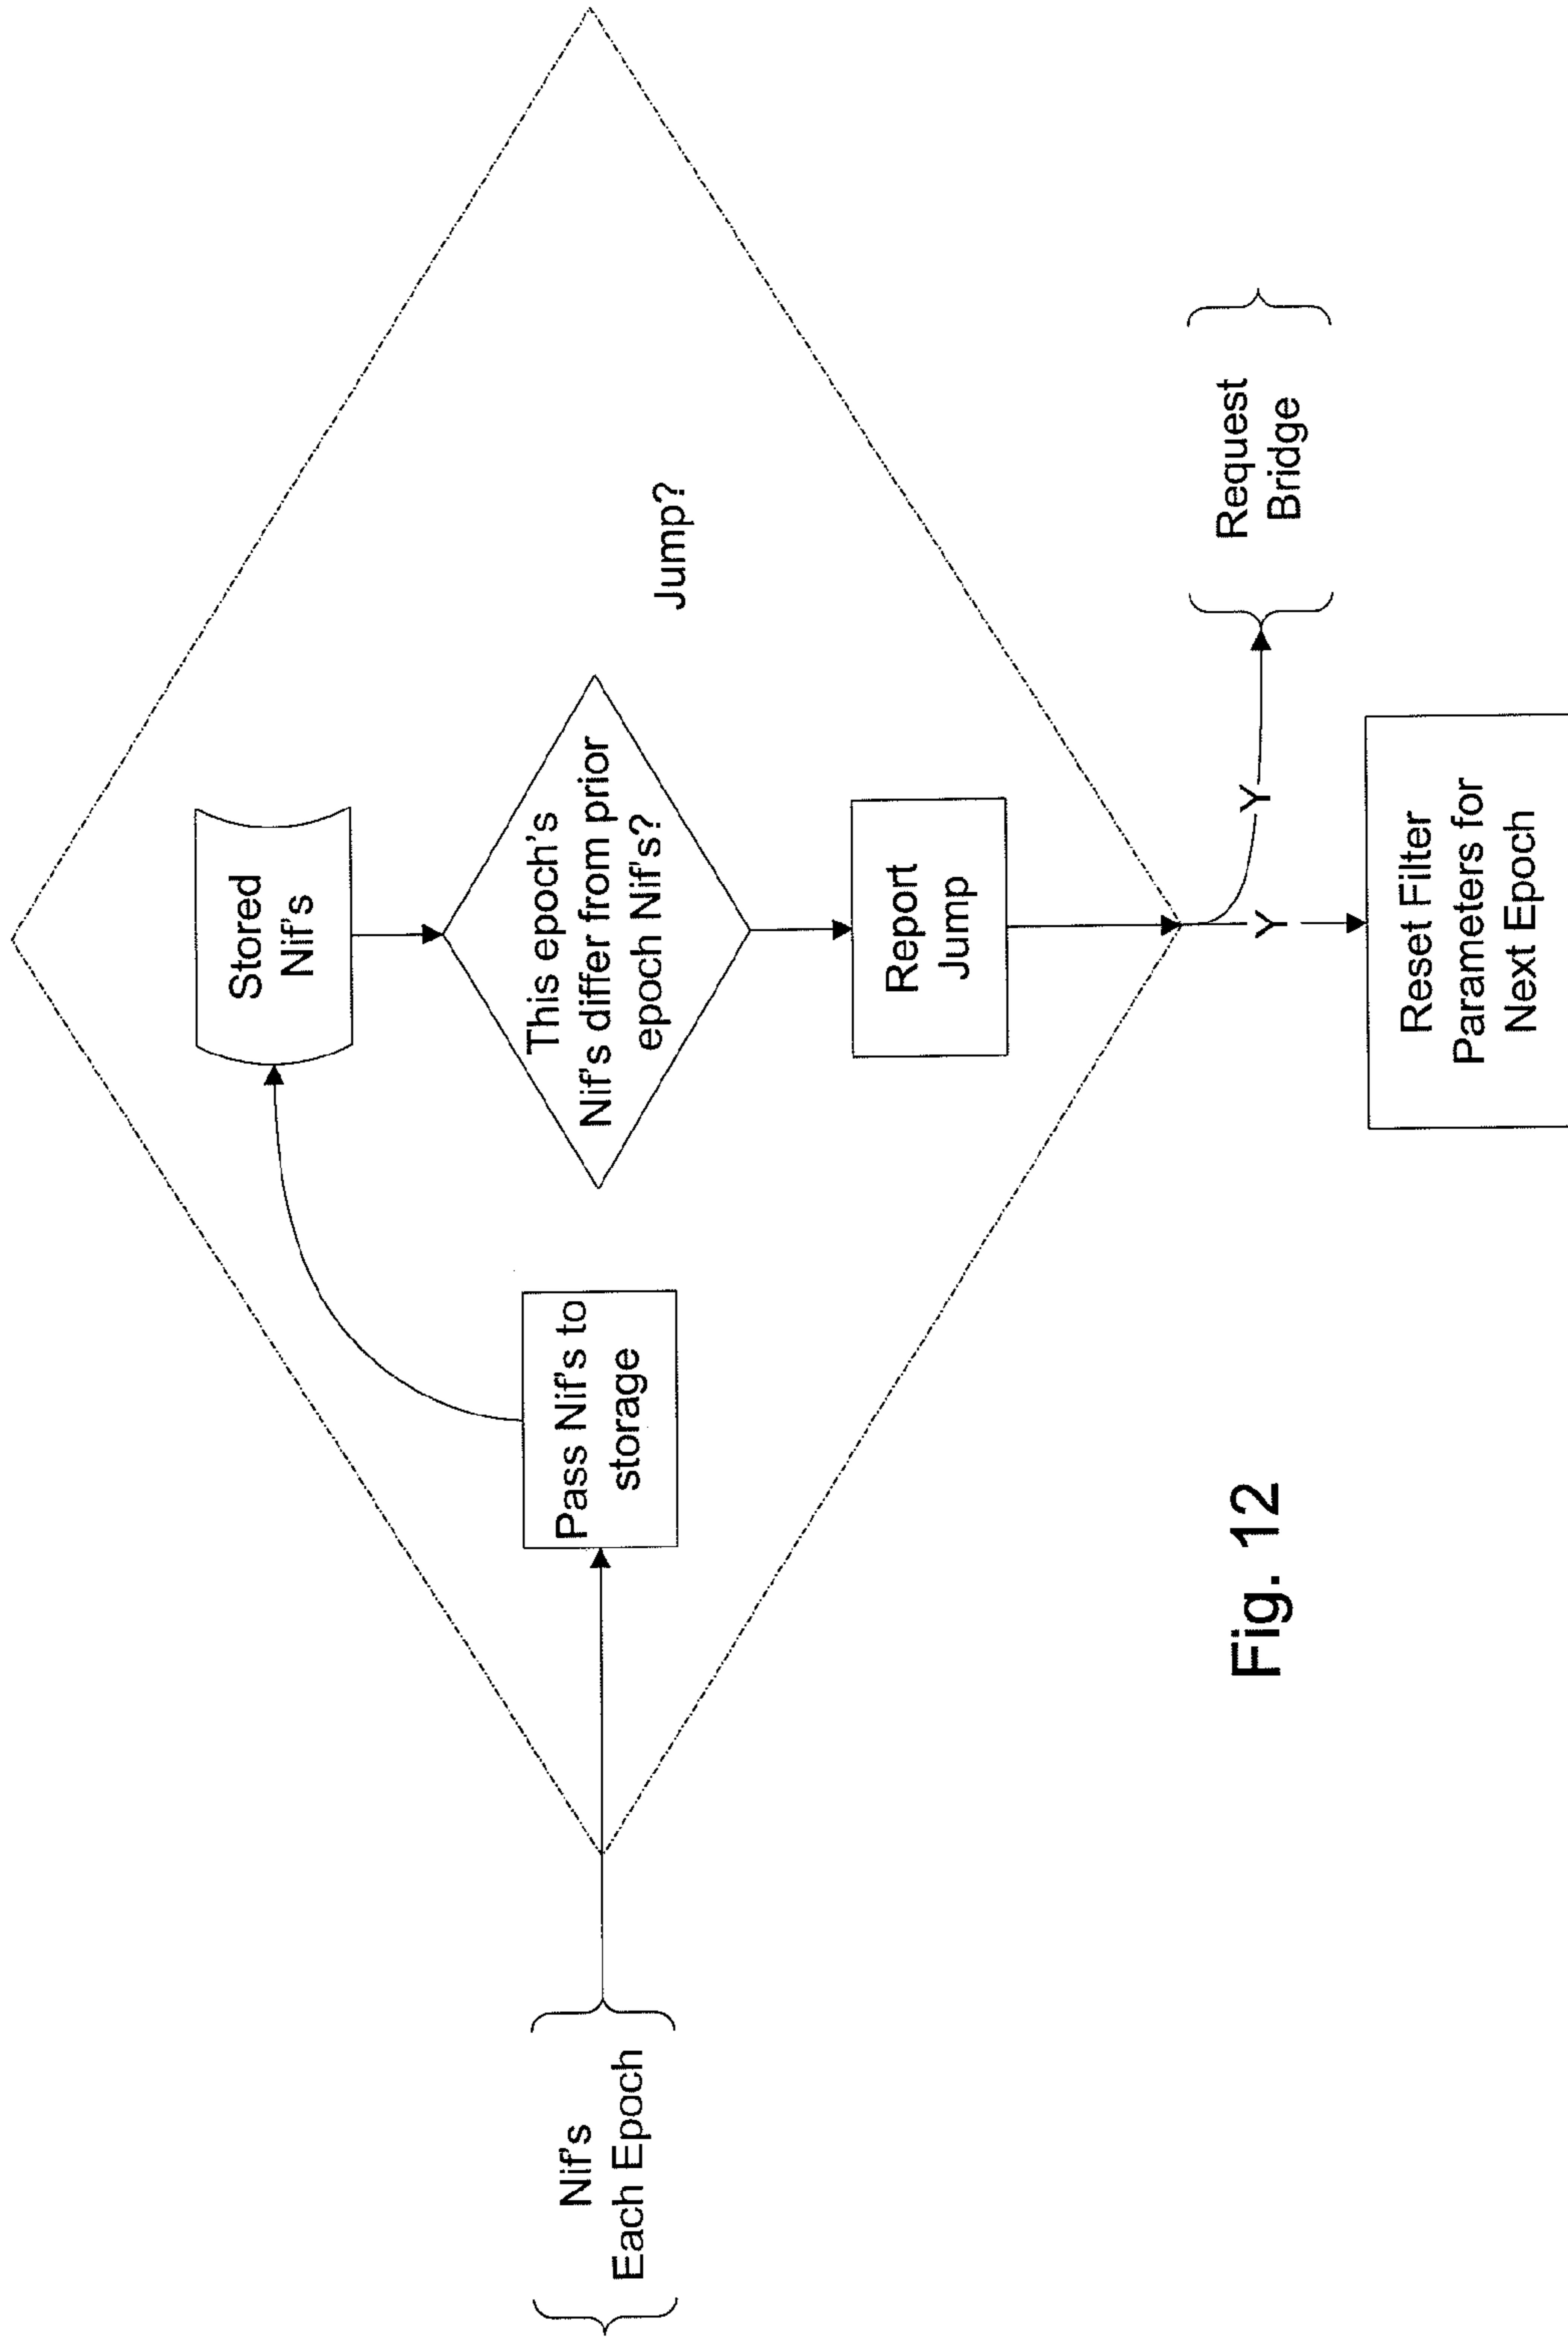 Nif's
Each Epoch
Pass Nif's to
storage
Stored
Nif's
This epoch's
Nif's differ from prior
epoch Nif's?
Jump?
Report
Jump
Y
Y
Request
Bridge
Reset Filter
Parameters for
Next Epoch
Fig. 12